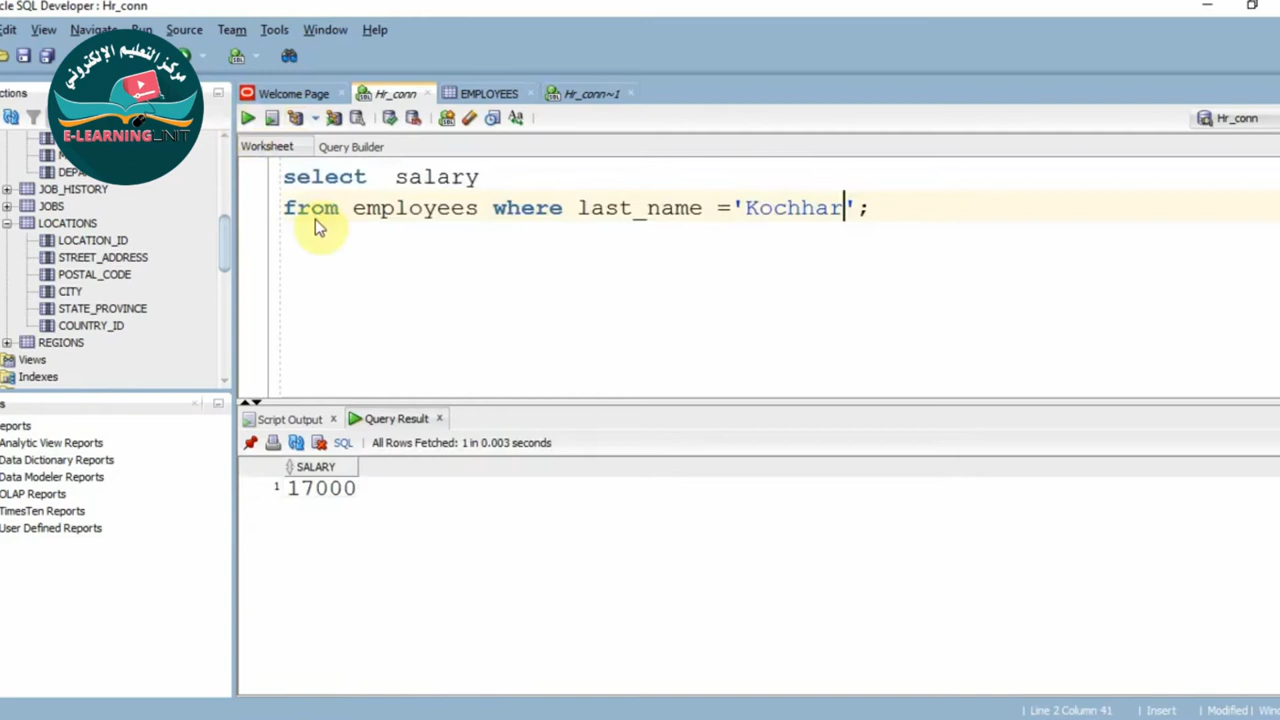 cle SQL Developer : Hr_conn
Edit View Navigate Run Source Team Tools Window Help
مركز التعليم الإلكتروني
E-LEARNING UNIT
ctions
Welcome Page
Hr_conn
EMPLOYEES
Hr_conn~1
Hr_conn
Worksheet Query Builder
select salary
from employees where last_name ='Kochhar';
DEPA
JOB_HISTORY
JOBS
LOCATIONS
LOCATION_ID
STREET_ADDRESS
POSTAL_CODE
CITY
STATE_PROVINCE
COUNTRY_ID
REGIONS
Views
Indexes
s
eports
Analytic View Reports
Data Dictionary Reports
Data Modeler Reports
OLAP Reports
TimesTen Reports
User Defined Reports
Script Output Query Result
SQL All Rows Fetched: 1 in 0.003 seconds
SALARY
1 17000
Line 2 Column 41 Insert Modified Win